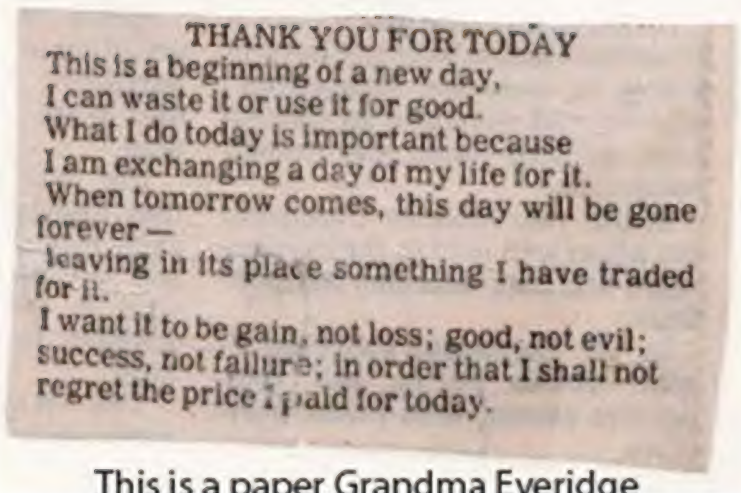 THANK YOU FOR TODAY
This is a beginning of a new day,
I can waste it or use it for good.
What I do today is important because
I am exchanging a day of my life for it.
When tomorrow comes, this day will be gone
forever —
leaving in its place something I have traded
for it.
I want it to be gain, not loss; good, not evil;
success, not failure; in order that I shall not
regret the price I paid for today.
This is a paper Grandma Everidge